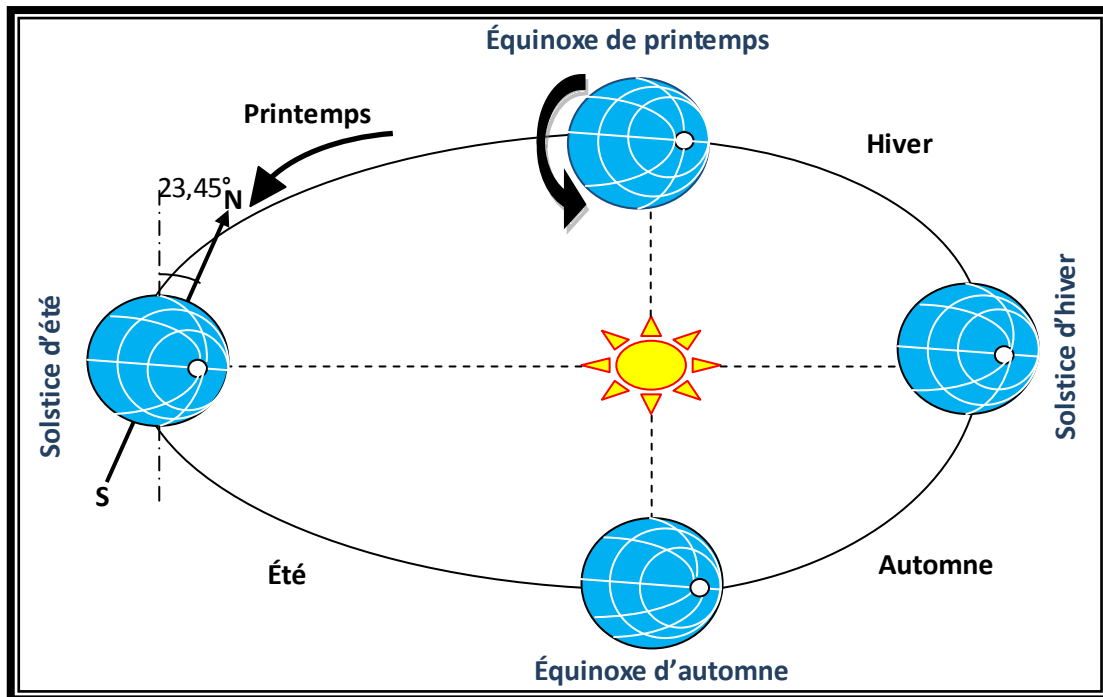 Équinoxe de printemps
Printemps
Hiver
23,45°
N
Solstice d'été
Solstice d'hiver
S
Été
Automne
Équinoxe d'automne